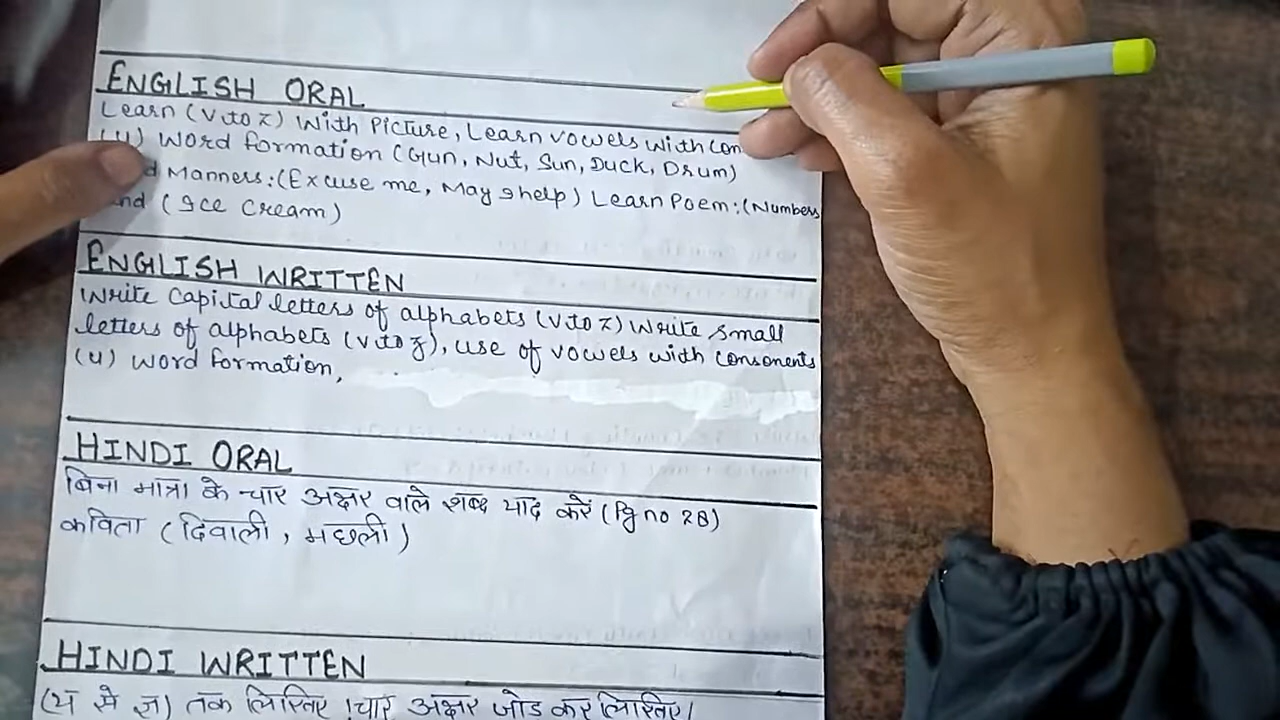 ENGLISH ORAL
Learn (V to Z) With Picture, Learn vowels with
(U) Word formation (Gun, Nut, Sun, Duck, Drum)
Manners: (Excuse me, May I help) Learn Poem: (Numbers
(Ice Cream)
ENGLISH WRITTEN
Write Capital letters of alphabets (V to Z) Write small
letters of alphabets (v to z), use of vowels with consonents
(u) word formation,
HINDI ORAL
बिना मात्रा के चार अक्षर वाले शब्द याद करें (Pg no 28)
कविता (दिवाली, मछली)
HINDI WRITTEN
(य से ज्ञ) तक लिखिए। चार अक्षर जोड कर लिखिए।